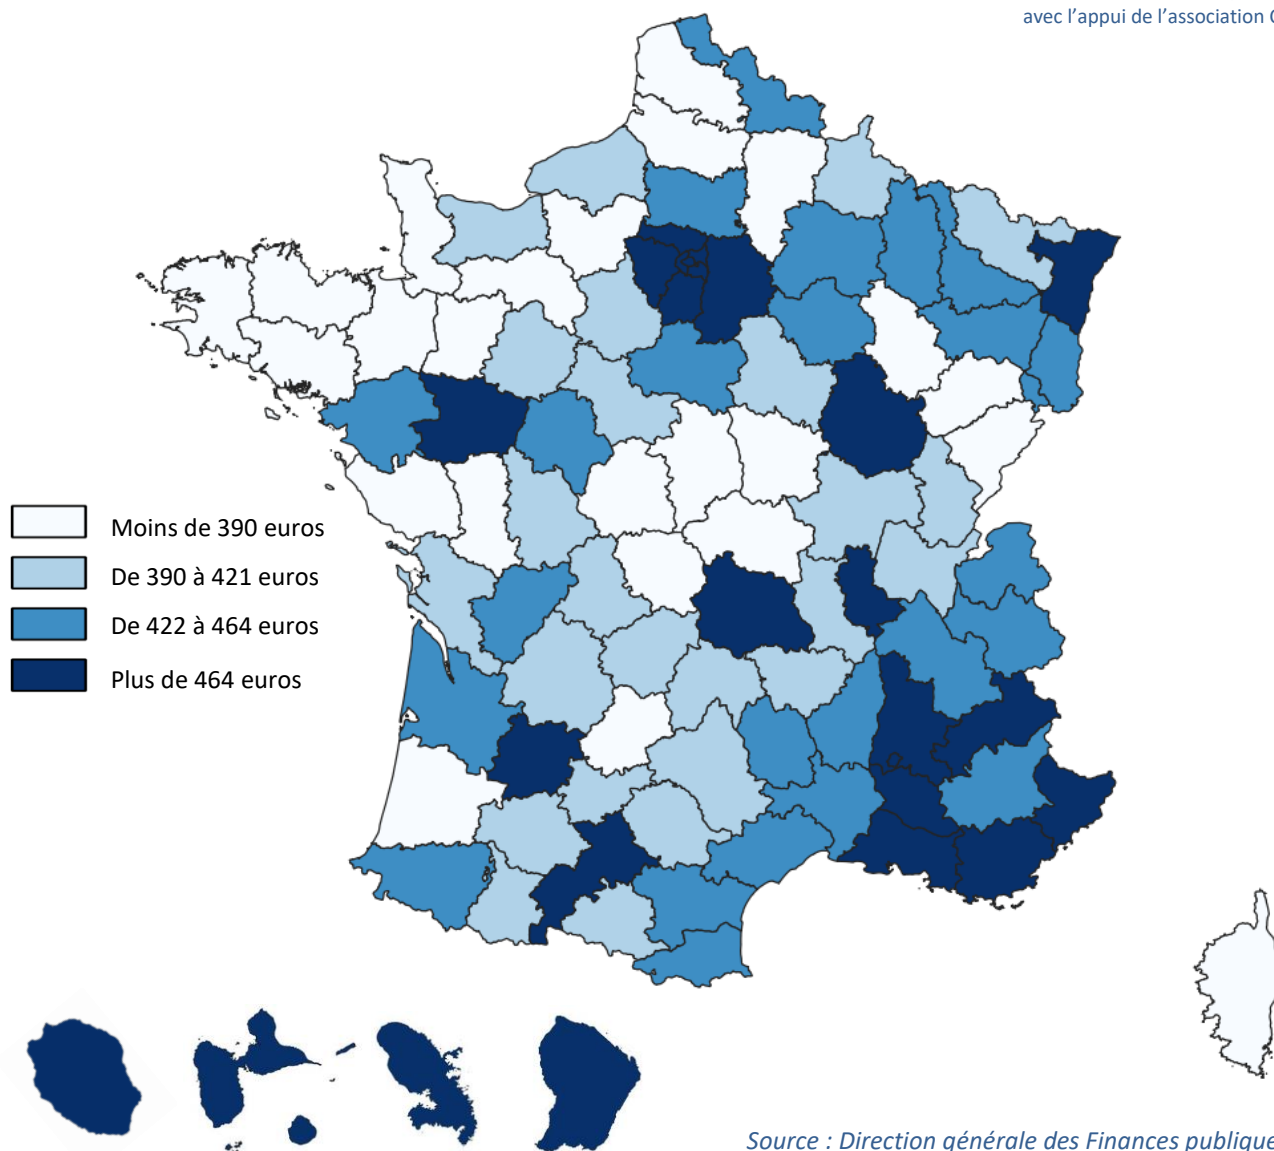 avec l'appui de l'association
Moins de 390 euros
De 390 à 421 euros
De 422 à 464 euros
Plus de 464 euros
Source : Direction générale des Finances publique